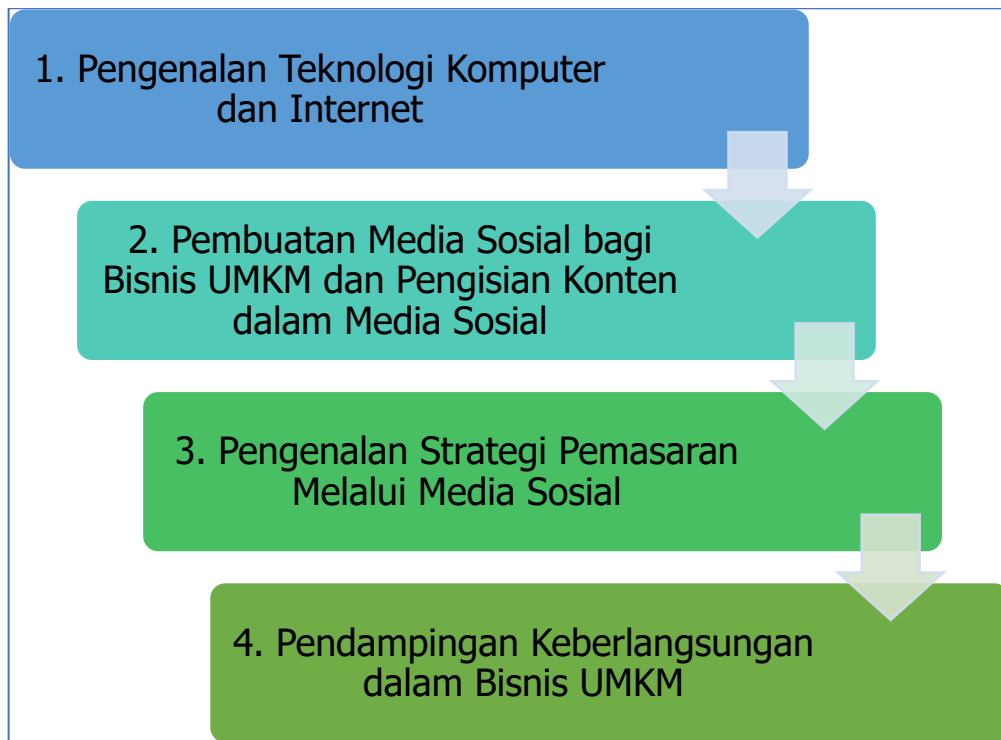 1. Pengenalan Teknologi Komputer
dan Internet
2. Pembuatan Media Sosial bagi
Bisnis UMKM dan Pengisian Konten
dalam Media Sosial
3. Pengenalan Strategi Pemasaran
Melalui Media Sosial
4. Pendampingan Keberlangsungan
dalam Bisnis UMKM